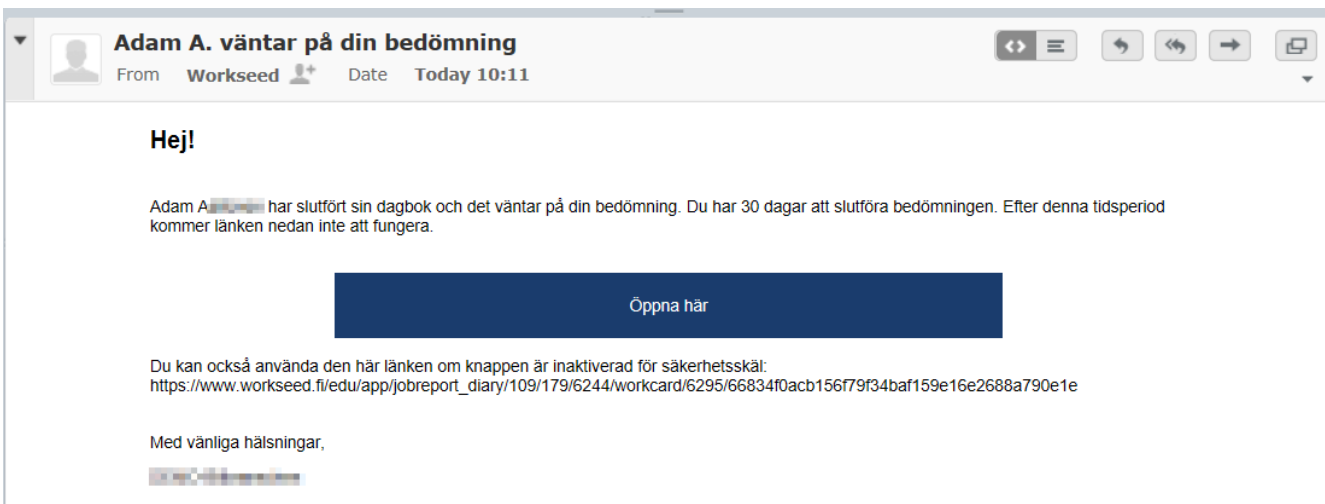 Adam A. väntar på din bedömning
From Workseed Date Today 10:11
Hej!
Adam A har slutfört sin dagbok och det väntar på din bedömning. Du har 30 dagar att slutföra bedömningen. Efter denna tidsperiod
kommer länken nedan inte att fungera.
Öppna här
Du kan också använda den här länken om knappen är inaktiverad för säkerhetsskäl:
https://www.workseed.fi/edu/app/jobreport_diary/109/179/6244/workcard/6295/66834f0acb156f79f34baf159e16e2688a790e1e
Med vänliga hälsningar,